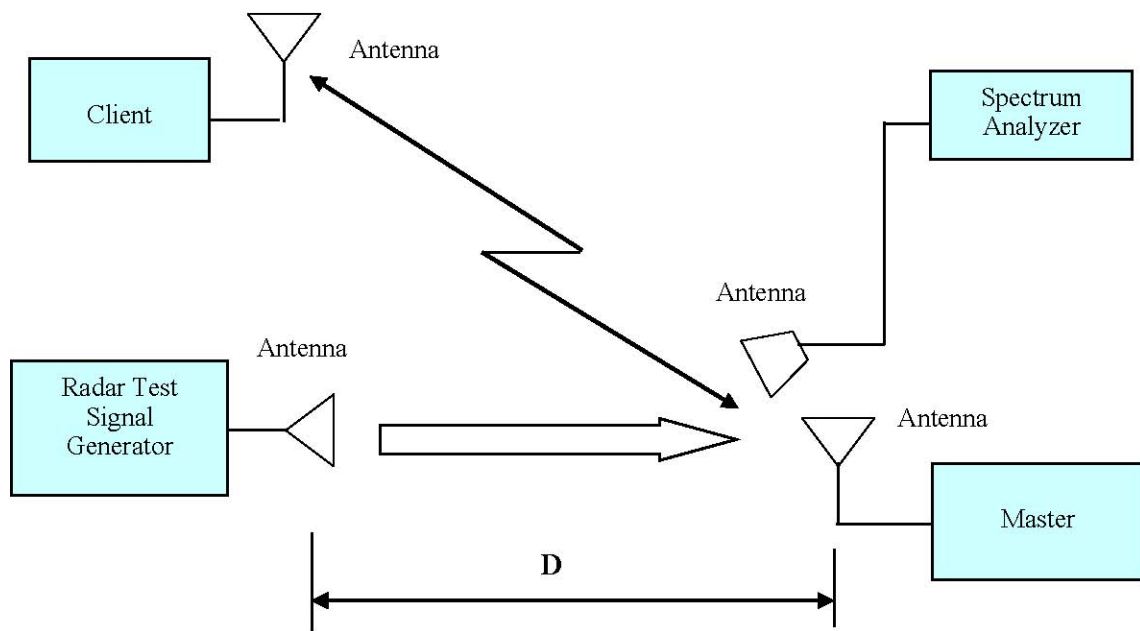 Antenna
Client
Spectrum
Analyzer
Antenna
Antenna
Radar Test
Signal
Generator
Antenna
Master
D